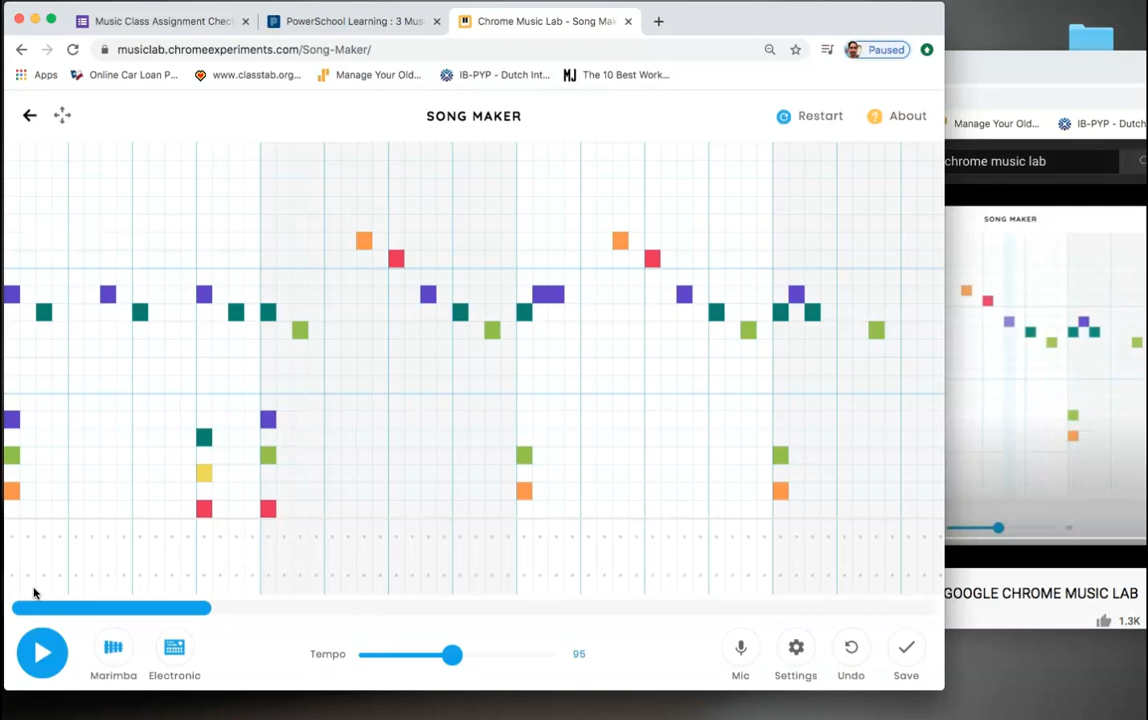 Music Class Assignment Chec
PowerSchool Learning : 3 Mus
Chrome Music Lab - Song Mak
musiclab.chromeexperiments.com/Song-Maker/
Paused
Apps
Online Car Loan P...
www.classtab.org...
Manage Your Old...
IB-PYP - Dutch Int...
MJ The 10 Best Work...
Manage Your Old...
IB-PYP - Dutch
SONG MAKER
Restart
About
chrome music lab
SONG MAKER
GOOGLE CHROME MUSIC LAB
1.3K
Tempo
95
Marimba
Electronic
Mic
Settings
Undo
Save